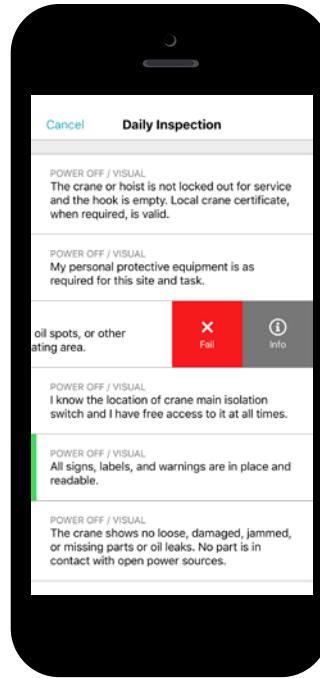 Cancel Daily Inspection
POWER OFF / VISUAL
The crane or hoist is not locked out for service
and the hook is empty. Local crane certificate,
when required, is valid.
POWER OFF / VISUAL
My personal protective equipment is as
required for this site and task.
oil spots, or other
ating area.
Fail
Info
POWER OFF / VISUAL
I know the location of crane main isolation
switch and I have free access to it at all times.
POWER OFF / VISUAL
All signs, labels, and warnings are in place and
readable.
POWER OFF / VISUAL
The crane shows no loose, damaged, jammed,
or missing parts or oil leaks. No part is in
contact with open power sources.